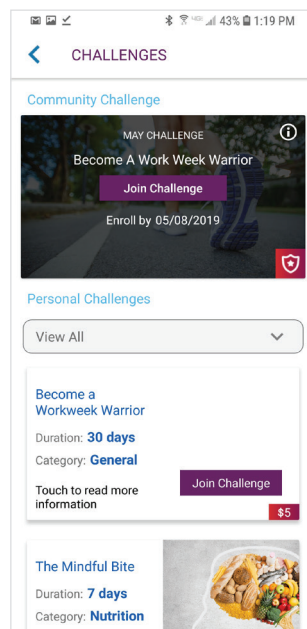 43% 1:19 PM
CHALLENGES
Community Challenge
MAY CHALLENGE
Become A Work Week Warrior
Join Challenge
Enroll by 05/08/2019
Personal Challenges
View All
Become a
Workweek Warrior
Duration: 30 days
Category: General
Touch to read more
information
Join Challenge
$5
The Mindful Bite
Duration: 7 days
Category: Nutrition